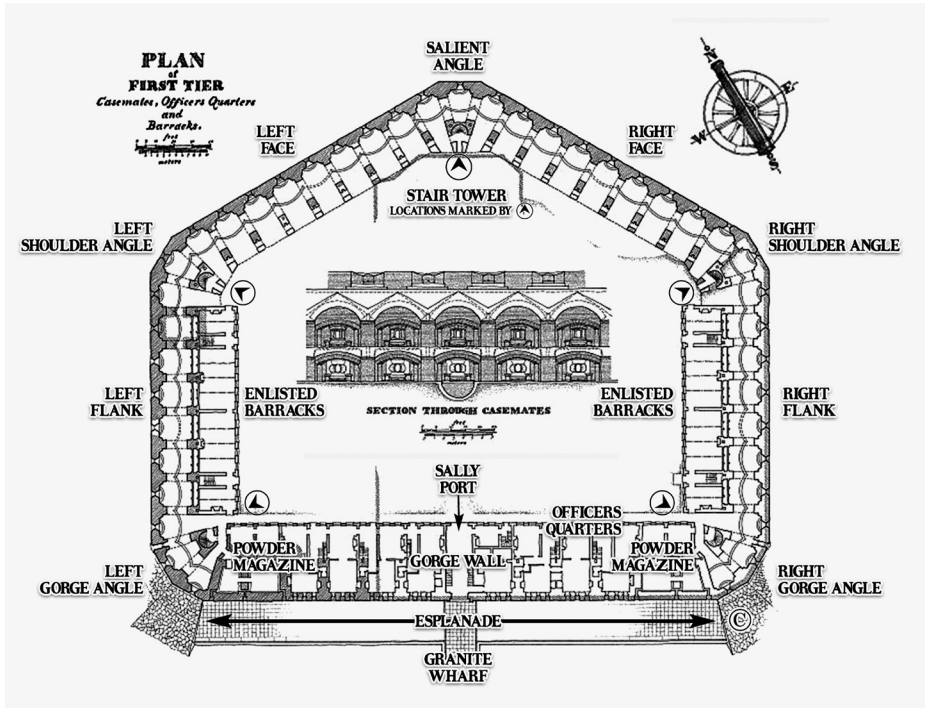 PLAN
of
FIRST TIER
Casemates, Officers Quarters
and
Barracks.
feet
meters
SALIENT
ANGLE
N
E
W
S
LEFT
FACE
RIGHT
FACE
STAIR TOWER
LOCATIONS MARKED BY
LEFT
SHOULDER ANGLE
RIGHT
SHOULDER ANGLE
LEFT
FLANK
ENLISTED
BARRACKS
ENLISTED
BARRACKS
RIGHT
FLANK
SECTION THROUGH CASEMATES
feet
meters
SALLY
PORT
OFFICERS
QUARTERS
POWDER
MAGAZINE
GORGE WALL
POWDER
MAGAZINE
LEFT
GORGE ANGLE
RIGHT
GORGE ANGLE
ESPLANADE
©
GRANITE
WHARF